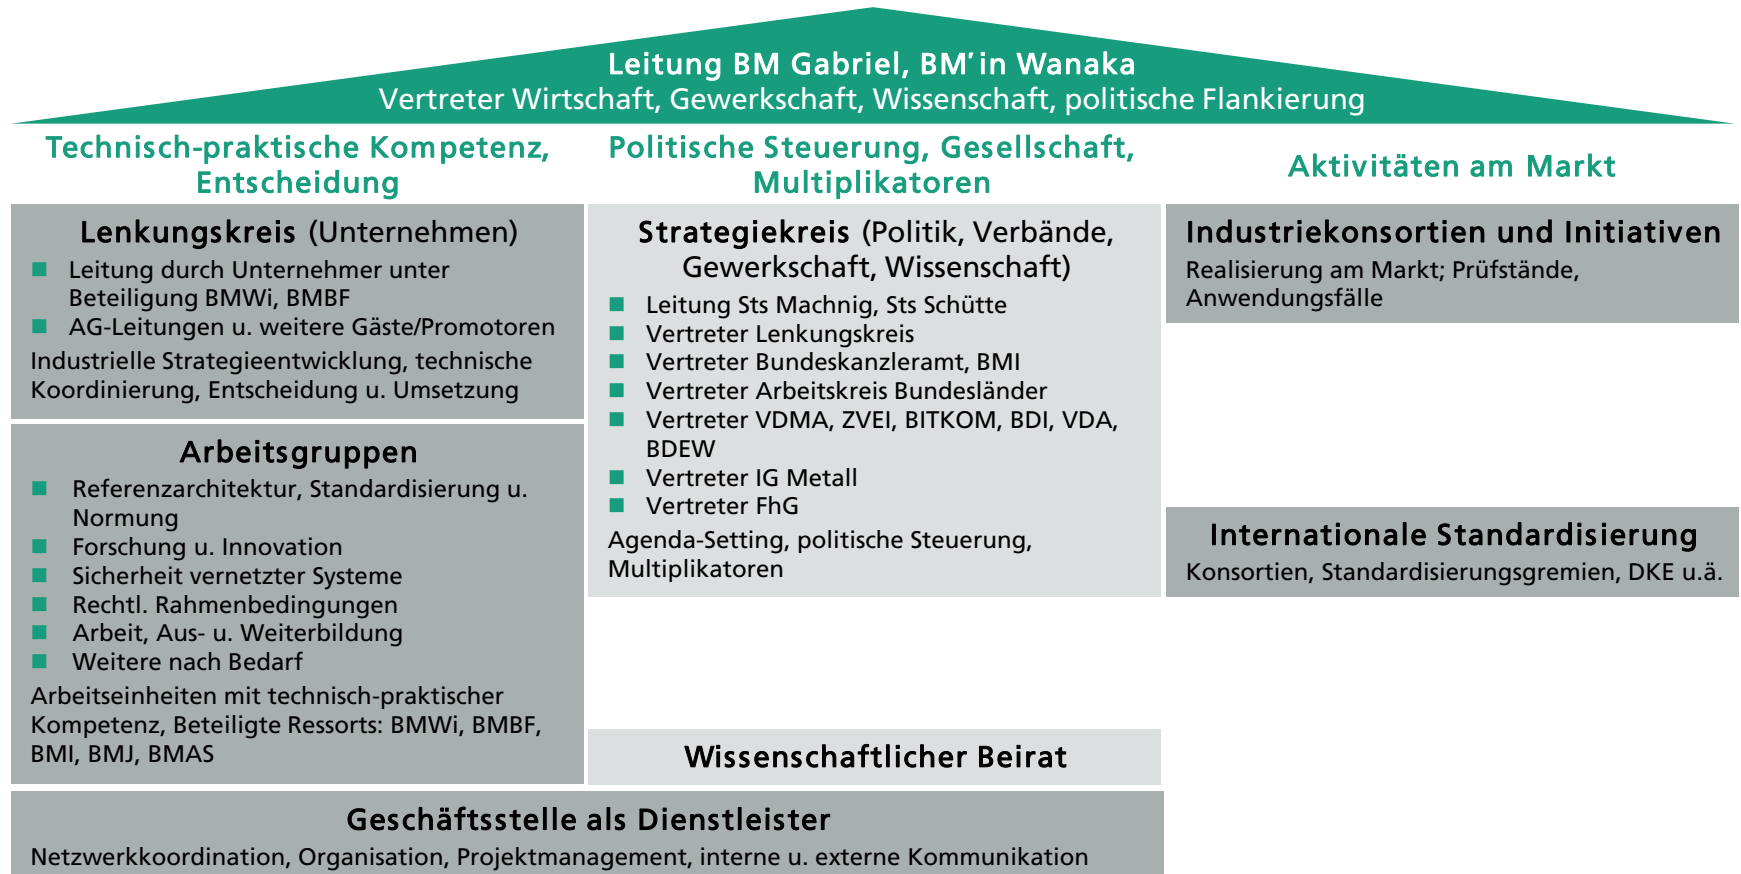 Leitung BM Gabriel, BM’in Wanaka
Vertreter Wirtschaft, Gewerkschaft, Wissenschaft, politische Flankierung
Technisch-praktische Kompetenz,
Entscheidung
Politische Steuerung, Gesellschaft,
Multiplikatoren
Aktivitäten am Markt
Lenkungskreis (Unternehmen)
Leitung durch Unternehmer unter
Beteiligung BMWi, BMBF
AG-Leitungen u. weitere Gäste/Promotoren
Industrielle Strategieentwicklung, technische
Koordinierung, Entscheidung u. Umsetzung
Arbeitsgruppen
Referenzarchitektur, Standardisierung u.
Normung
Forschung u. Innovation
Sicherheit vernetzter Systeme
Rechtl. Rahmenbedingungen
Arbeit, Aus- u. Weiterbildung
Weitere nach Bedarf
Arbeitseinheiten mit technisch-praktischer
Kompetenz, Beteiligte Ressorts: BMWi, BMBF,
BMI, BMJ, BMAS
Strategiekreis (Politik, Verbände,
Gewerkschaft, Wissenschaft)
Leitung Sts Machnig, Sts Schütte
Vertreter Lenkungskreis
Vertreter Bundeskanzleramt, BMI
Vertreter Arbeitskreis Bundesländer
Vertreter VDMA, ZVEI, BITKOM, BDI, VDA,
BDEW
Vertreter IG Metall
Vertreter FhG
Agenda-Setting, politische Steuerung,
Multiplikatoren
Wissenschaftlicher Beirat
Industriekonsortien und Initiativen
Realisierung am Markt; Prüfstände,
Anwendungsfälle
Internationale Standardisierung
Konsortien, Standardisierungsgremien, DKE u.ä.
Geschäftsstelle als Dienstleister
Netzwerkkoordination, Organisation, Projektmanagement, interne u. externe Kommunikation